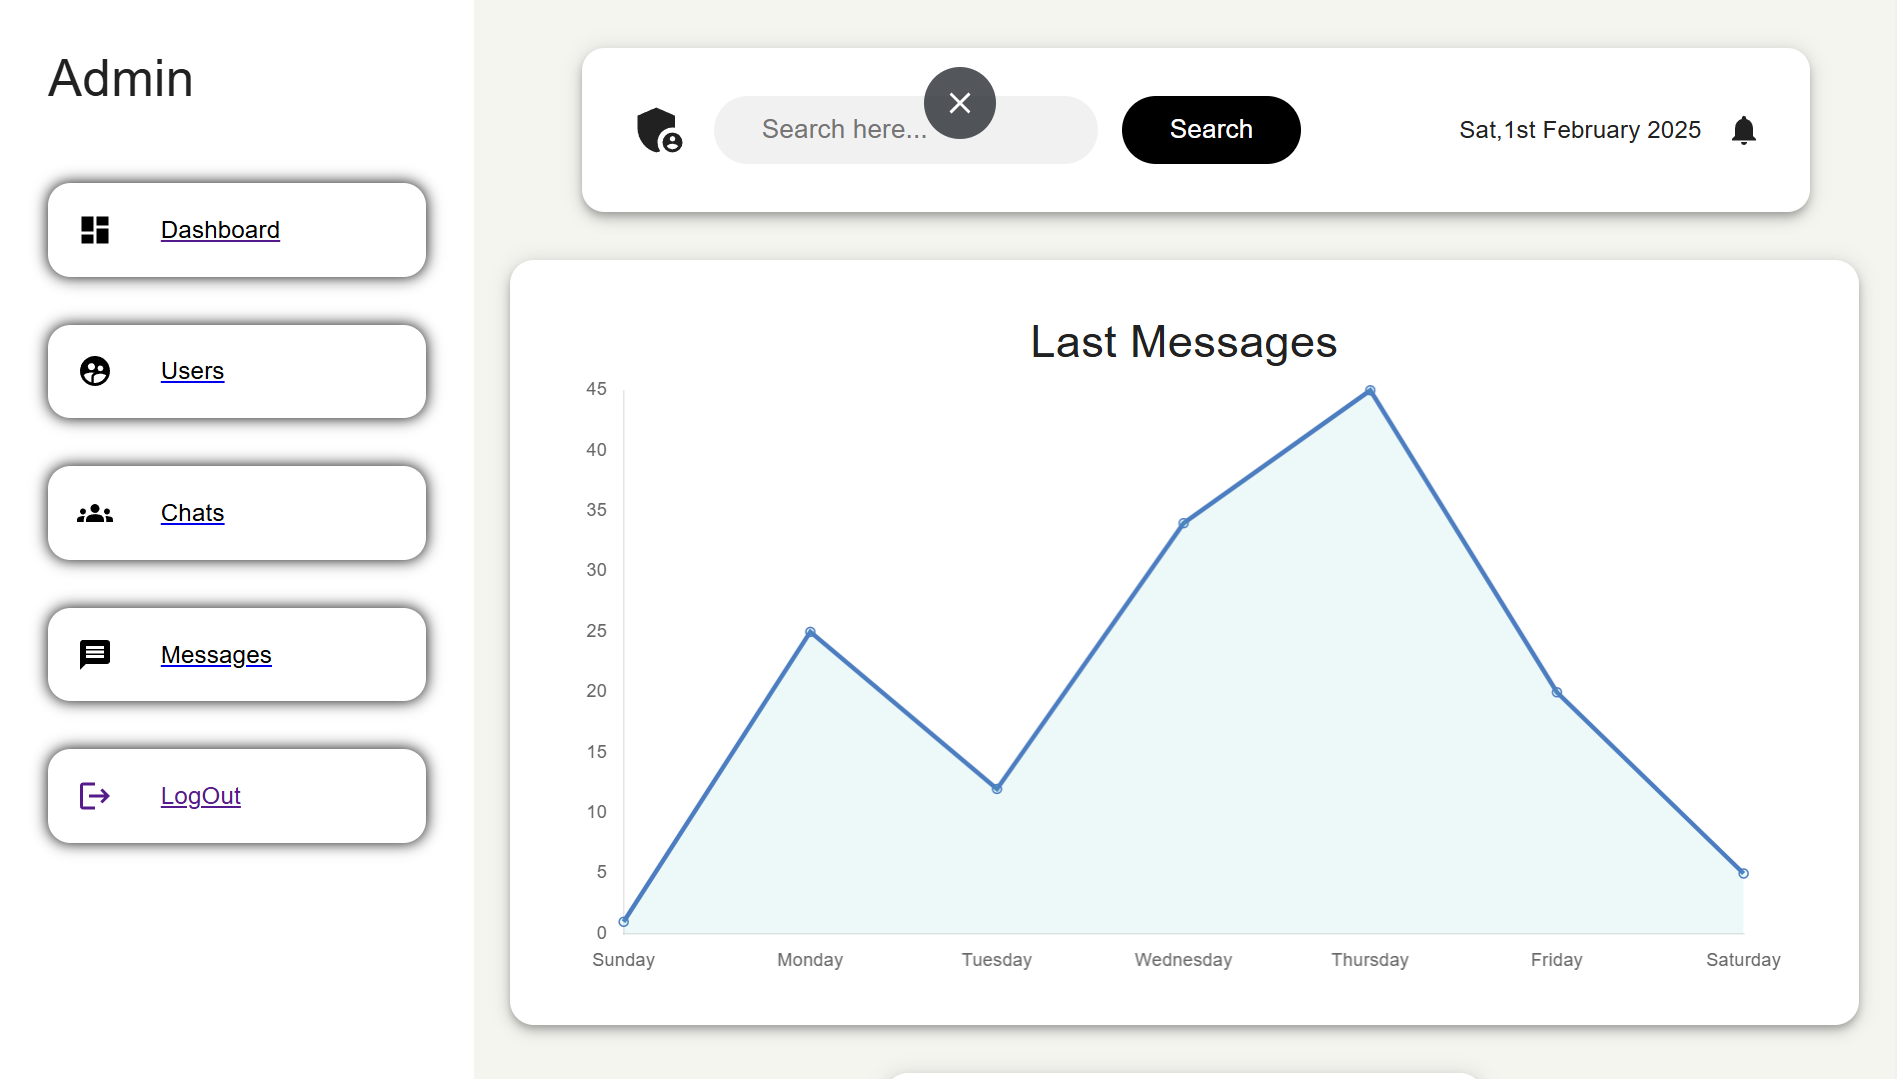 Admin
Dashboard
Users
Chats
Messages
LogOut
Search here...
Search
Sat,1st February 2025
Last Messages
45
40
35
30
25
20
15
10
5
0
Sunday Monday Tuesday Wednesday Thursday Friday Saturday